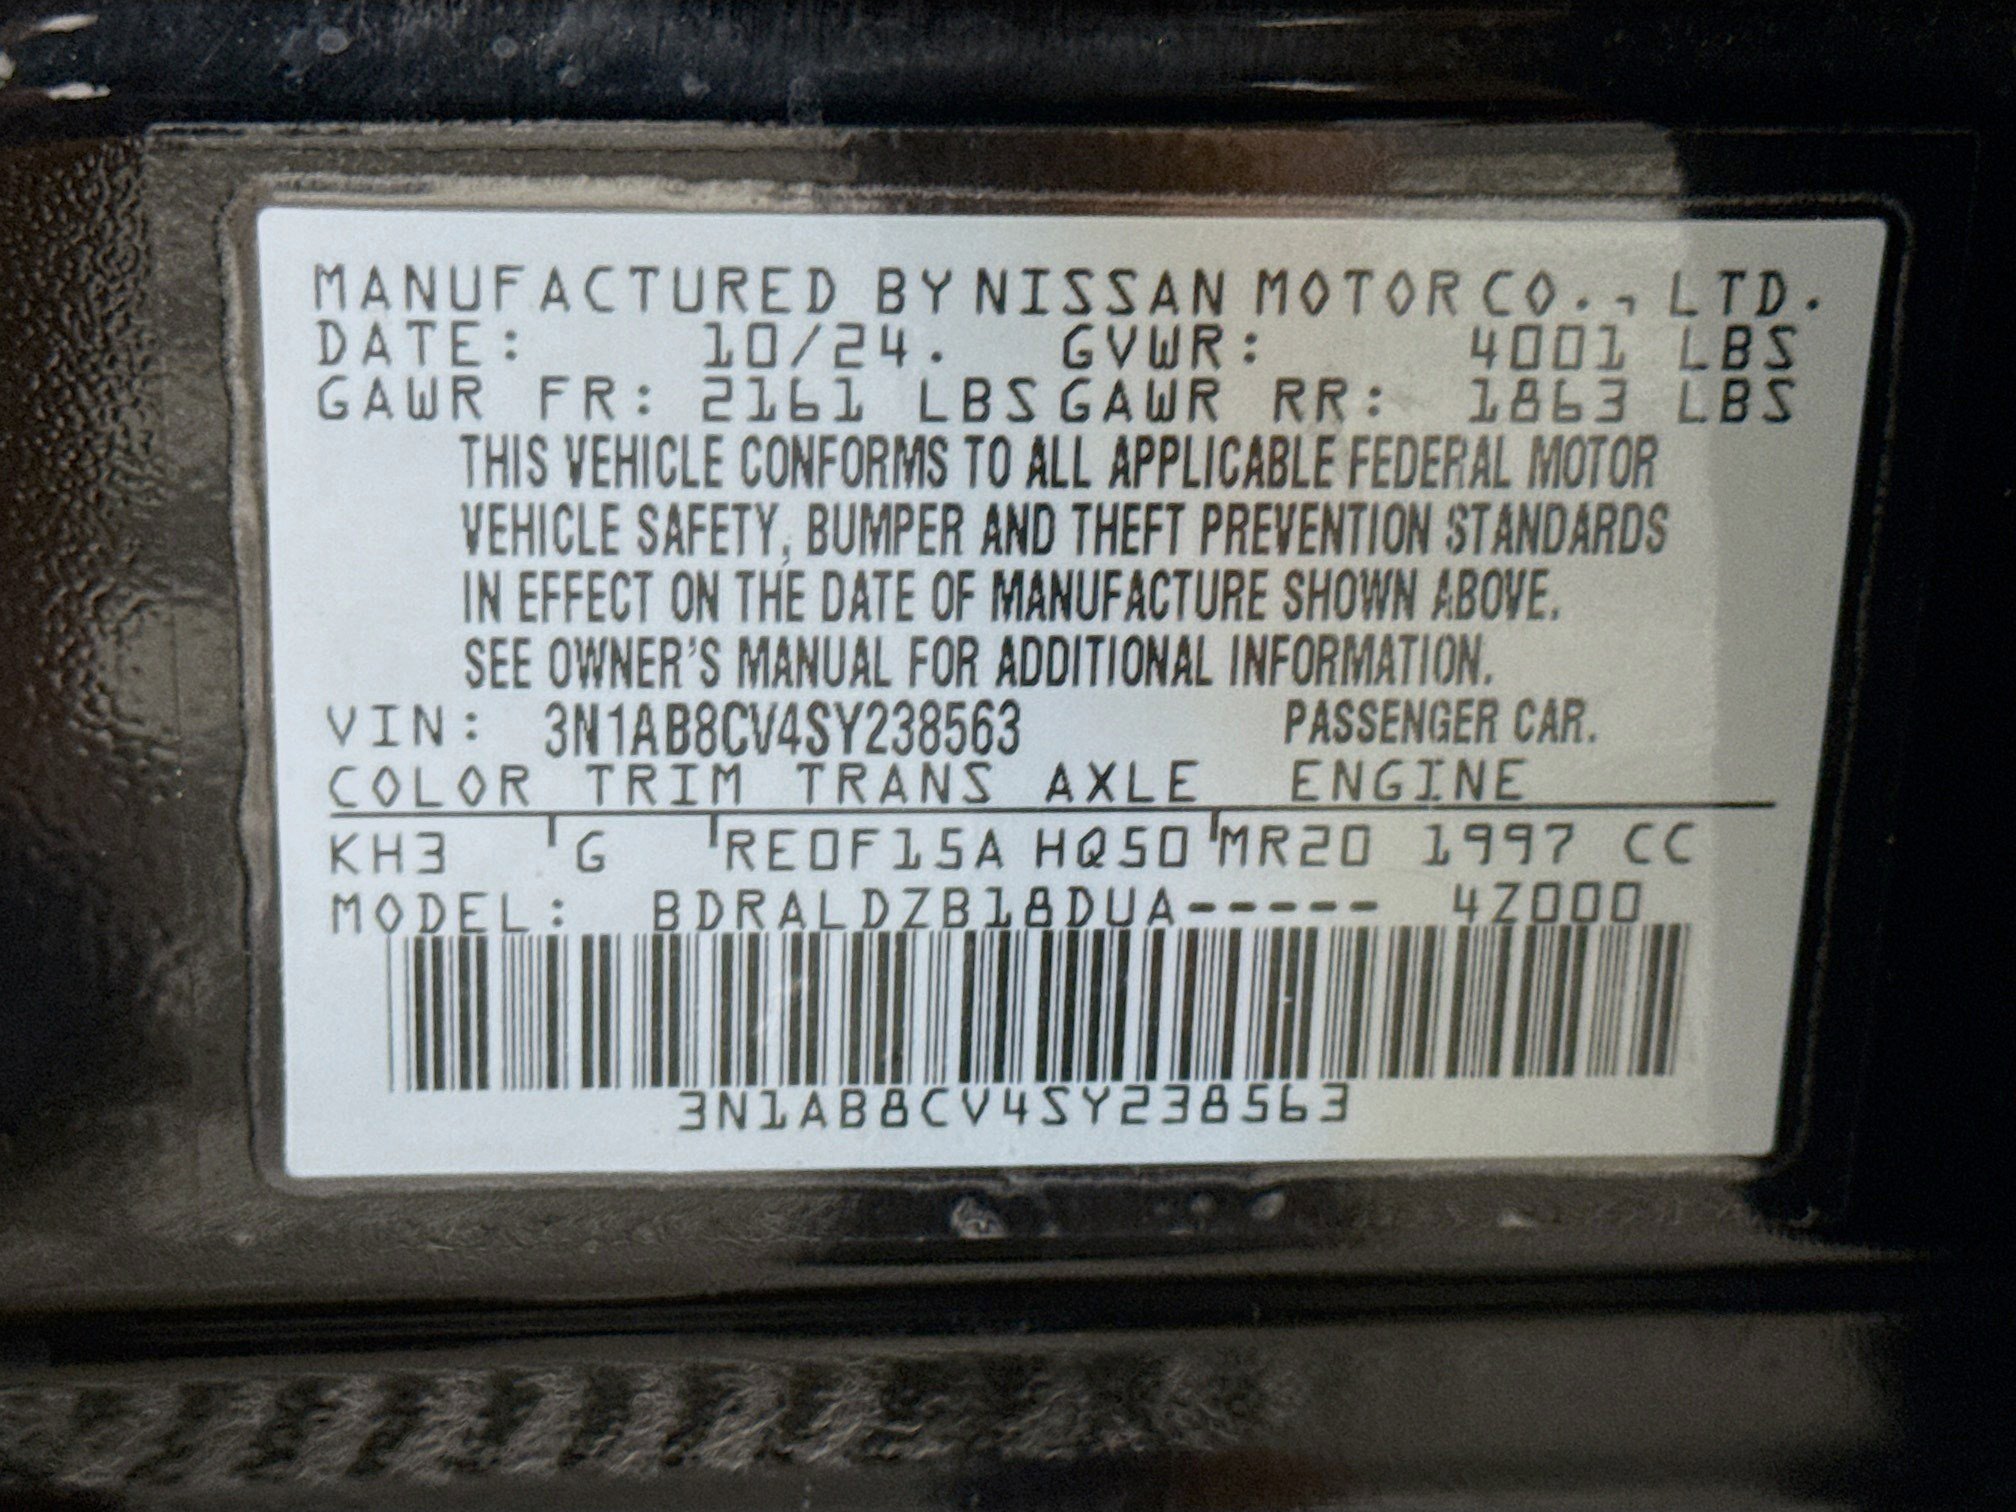 MANUFACTURED BY NISSAN MOTOR CO., LTD.
DATE: 10/24. GVWR: 4001 LBS
GAWR FR: 2161 LBS GAWR RR: 1863 LBS
THIS VEHICLE CONFORMS TO ALL APPLICABLE FEDERAL MOTOR
VEHICLE SAFETY, BUMPER AND THEFT PREVENTION STANDARDS
IN EFFECT ON THE DATE OF MANUFACTURE SHOWN ABOVE.
SEE OWNER'S MANUAL FOR ADDITIONAL INFORMATION.
VIN: 3N1AB8CV4SY238563 PASSENGER CAR.
COLOR TRIM TRANS AXLE ENGINE
KH3 G RE0F15A HQ50 MR20 1997 CC
MODEL: BDRALDZB18DUA----- 4Z000
3N1AB8CV4SY238563